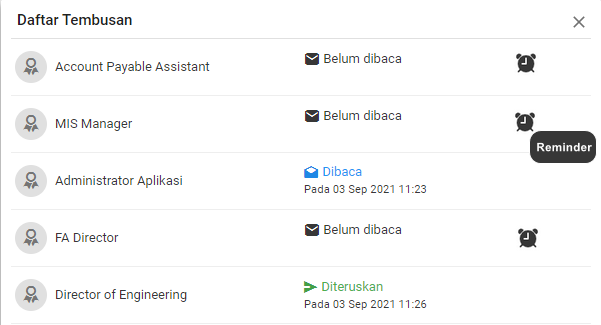 Daftar Tembusan
Account Payable Assistant
Belum dibaca
MIS Manager
Belum dibaca
Reminder
Administrator Aplikasi
Dibaca
Pada 03 Sep 2021 11:23
FA Director
Belum dibaca
Director of Engineering
Diteruskan
Pada 03 Sep 2021 11:26